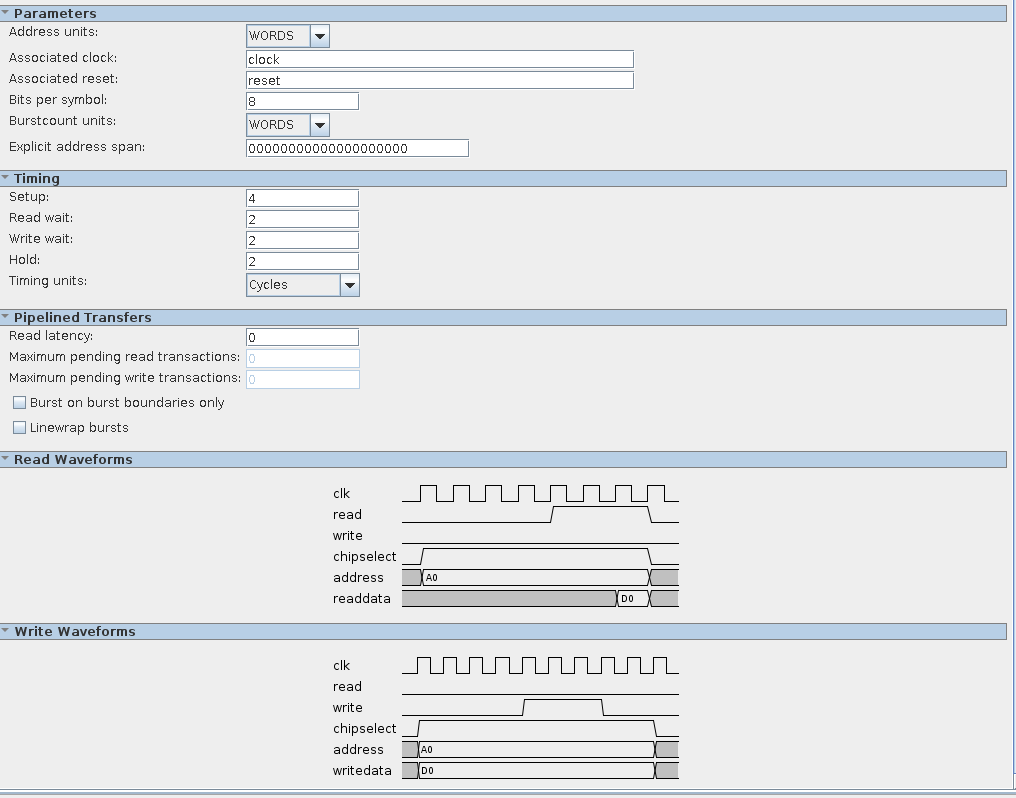 Parameters
Address units: WORDS
Associated clock: clock
Associated reset: reset
Bits per symbol: 8
Burstcount units: WORDS
Explicit address span: 00000000000000000000
Timing
Setup: 4
Read wait: 2
Write wait: 2
Hold: 2
Timing units: Cycles
Pipelined Transfers
Read latency: 0
Maximum pending read transactions: 0
Maximum pending write transactions: 0
Burst on burst boundaries only
Linewrap bursts
Read Waveforms
clk
read
write
chipselect
address A0
readdata D0
Write Waveforms
clk
read
write
chipselect
address A0
writedata D0